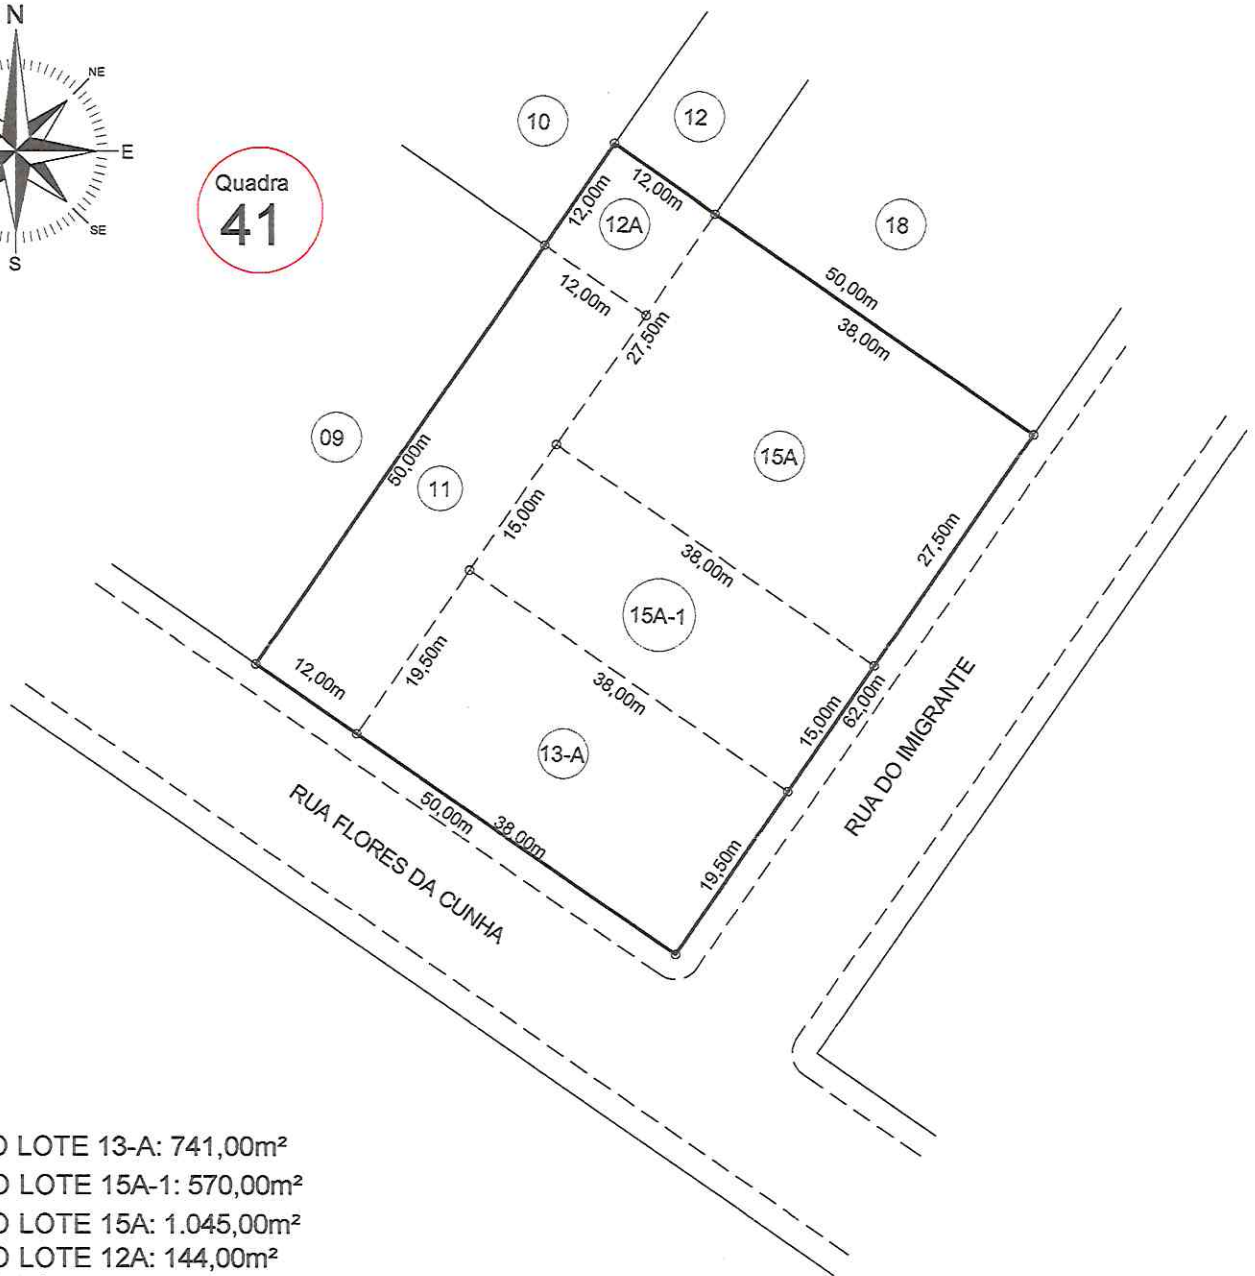 N
NE
E
SE
S
Quadra
41
10
12
12,00m
12,00m
12A
18
12,00m
50,00m
38,00m
27,50m
09
50,00m
11
15A
15,00m
27,50m
38,00m
15A-1
19,50m
12,00m
38,00m
15,00m
62,00m
RUA DO IMIGRANTE
13-A
50,00m
38,00m
19,50m
RUA FLORES DA CUNHA
O LOTE 13-A: 741,00m²
O LOTE 15A-1: 570,00m²
O LOTE 15A: 1.045,00m²
O LOTE 12A: 144,00m²